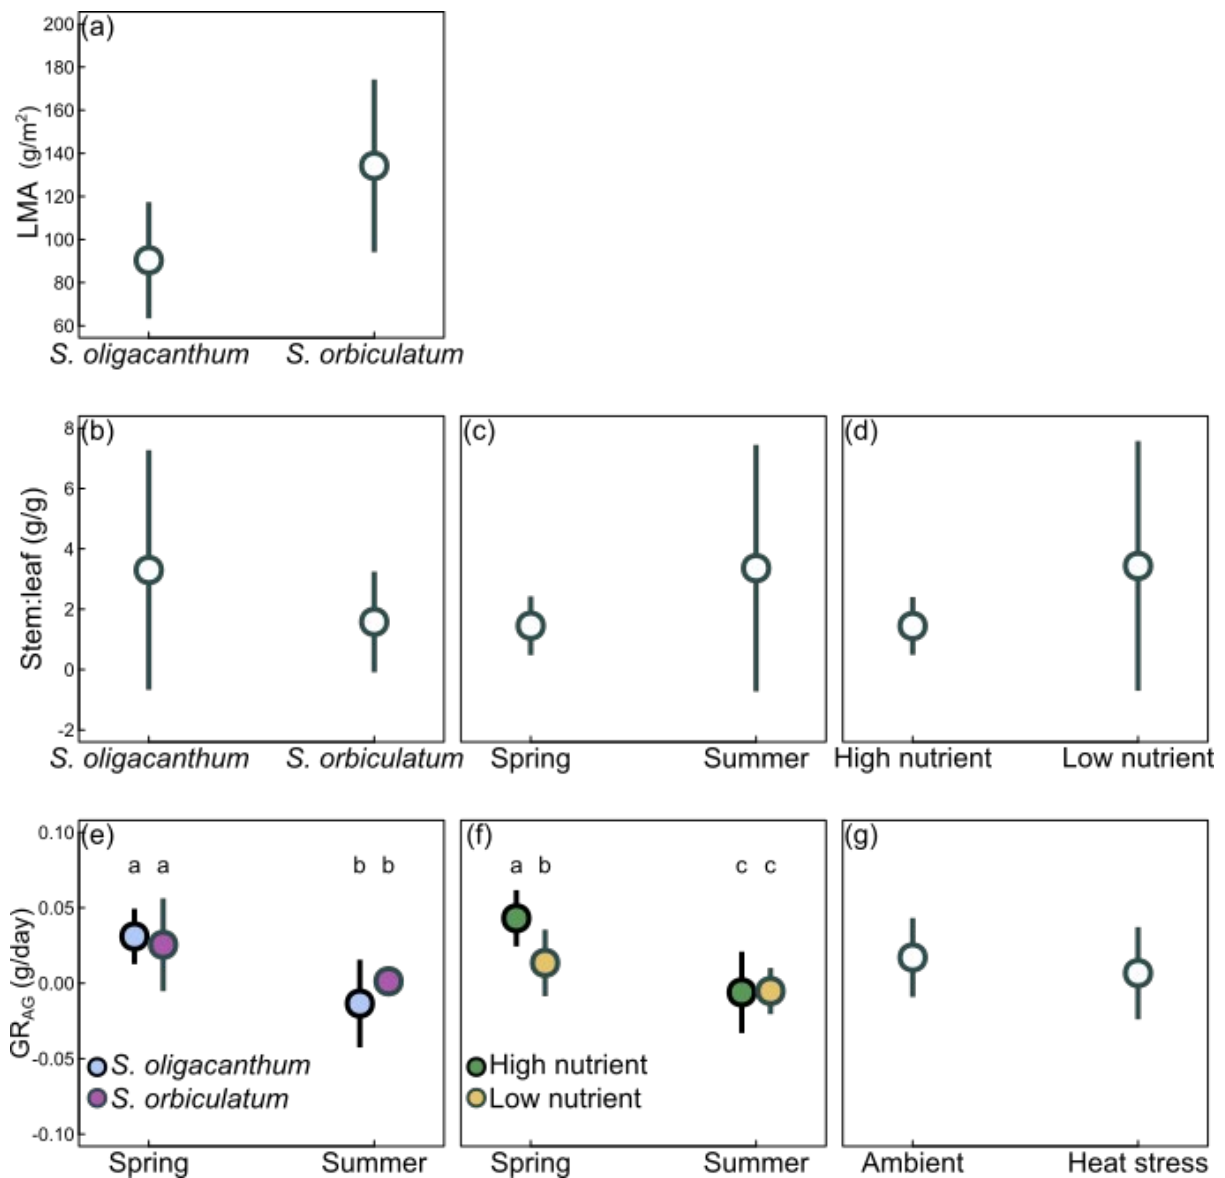 (a)
200
180
160
140
120
100
80
60
LMA (g/m²)
S. oligacanthum
S. orbiculatum
(b)
(c)
(d)
8
6
4
2
0
-2
Stem:leaf (g/g)
S. oligacanthum
S. orbiculatum
Spring
Summer
High nutrient
Low nutrient
(e)
(f)
(g)
0.10
0.05
0.00
-0.05
-0.10
GR_AG (g/day)
a a b b
a b c c
S. oligacanthum
S. orbiculatum
High nutrient
Low nutrient
Spring
Summer
Spring
Summer
Ambient
Heat stress